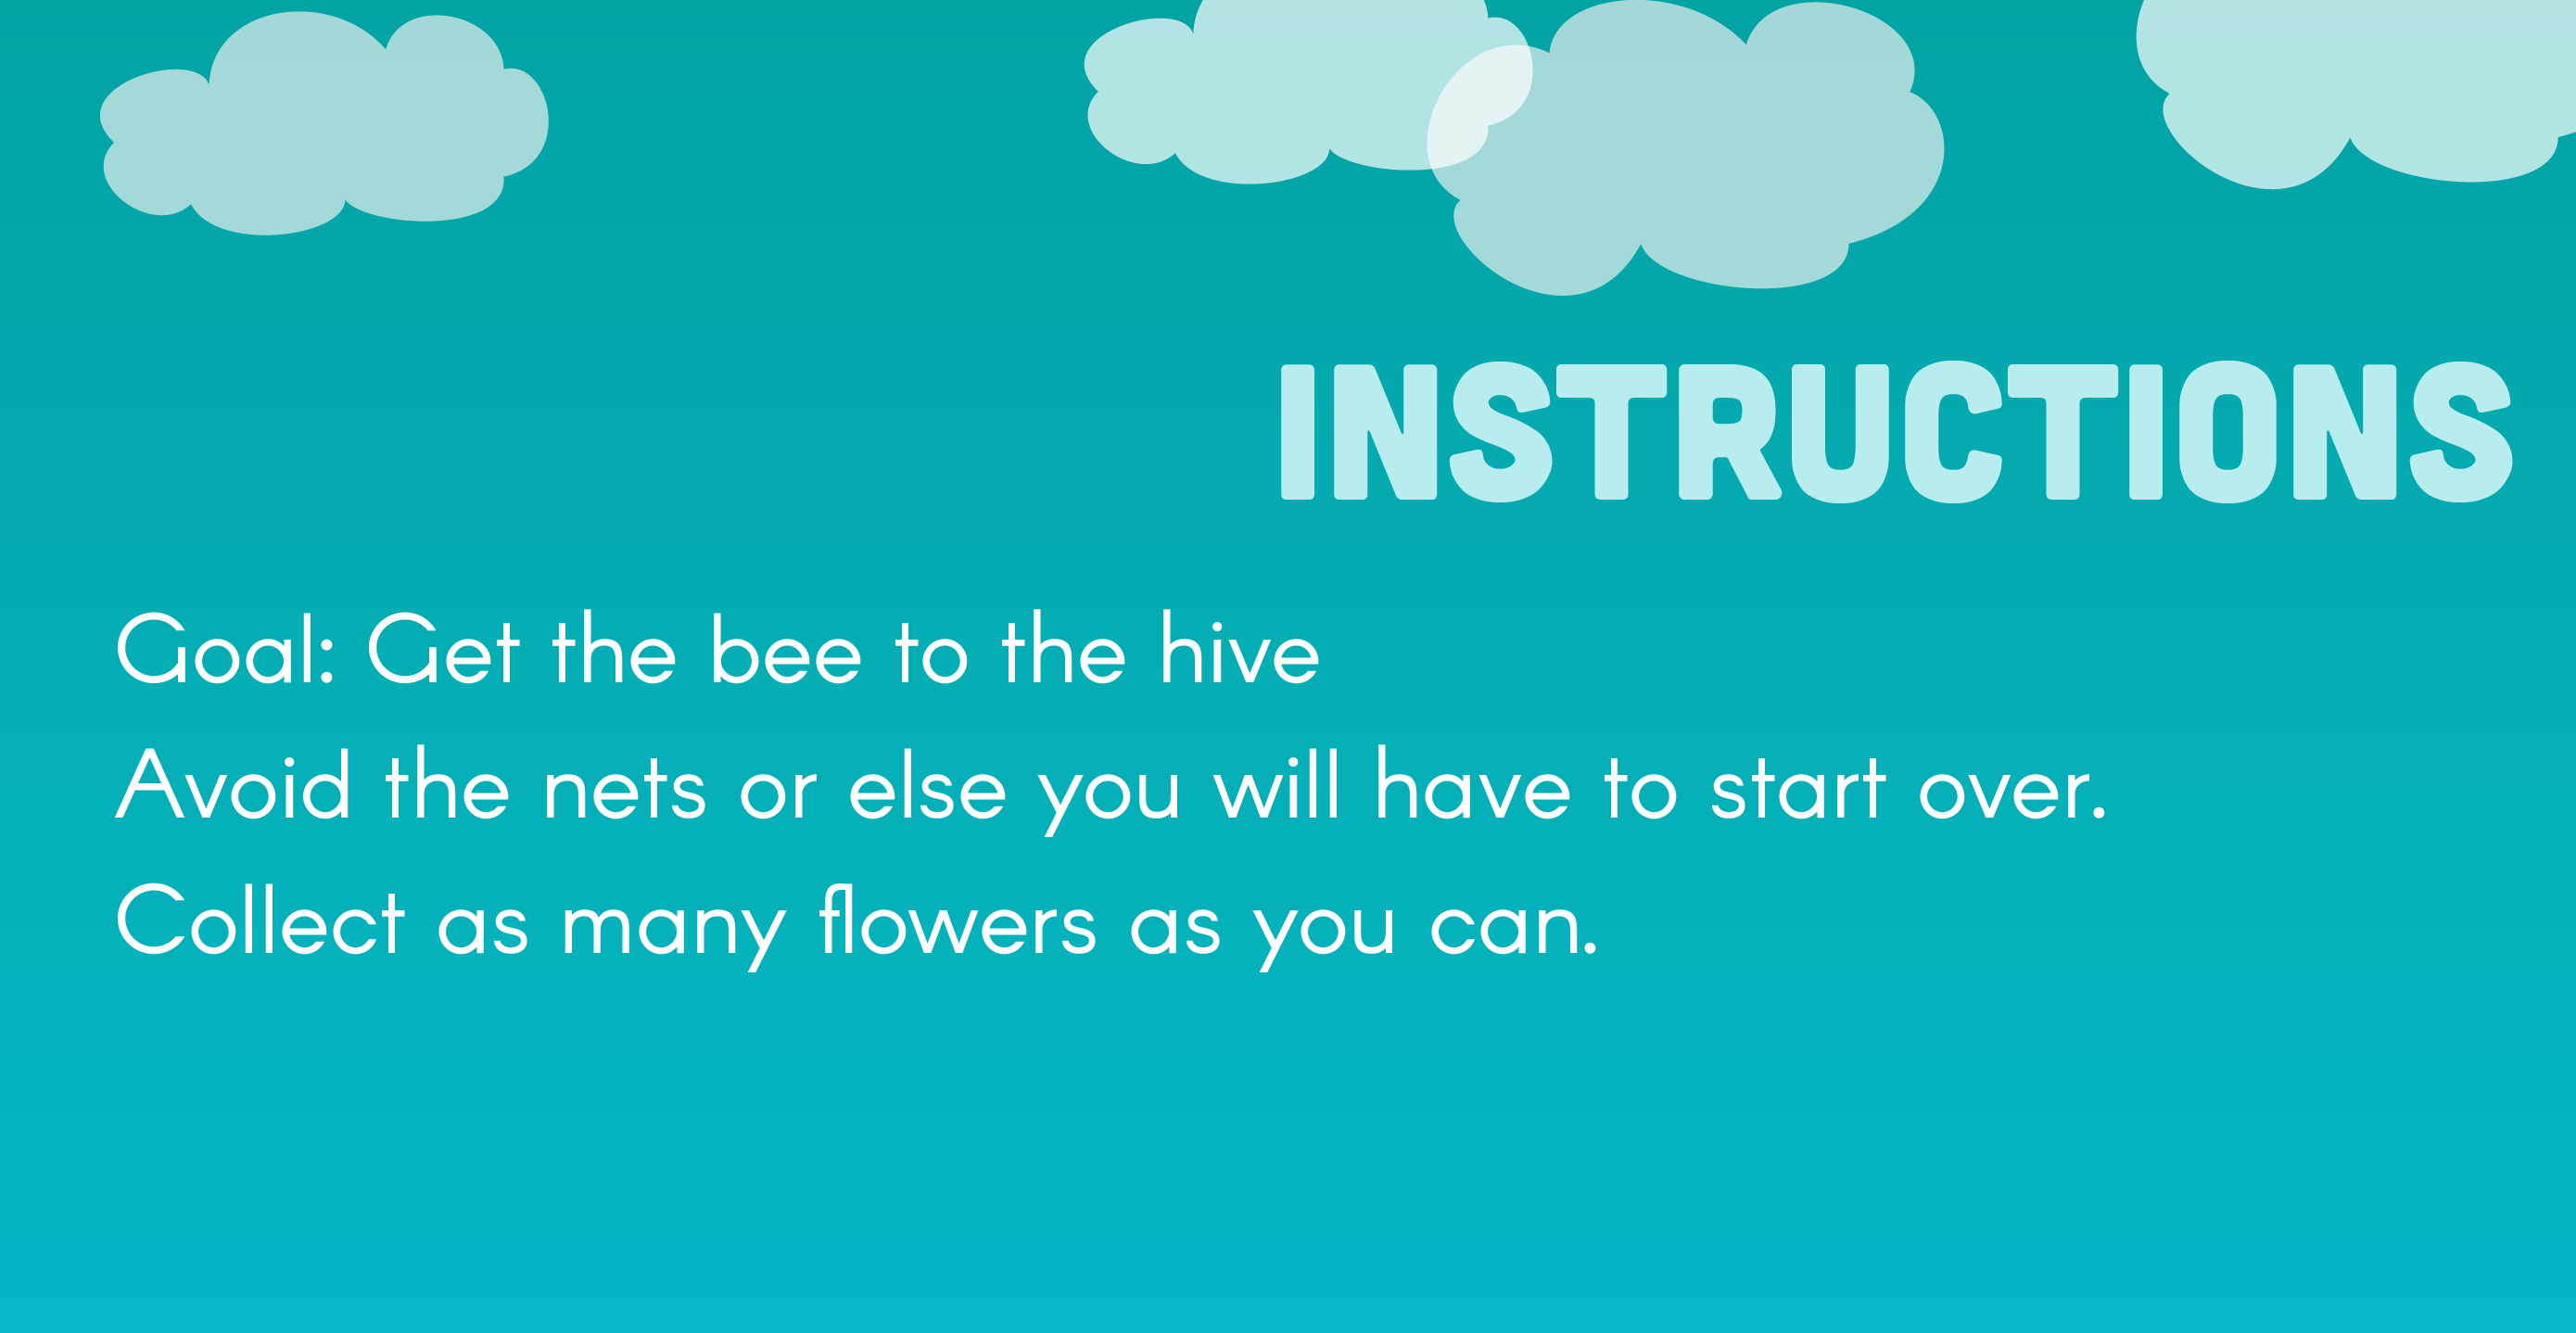 INSTRUCTIONS
Goal: Get the bee to the hive
Avoid the nets or else you will have to start over.
Collect as many flowers as you can.